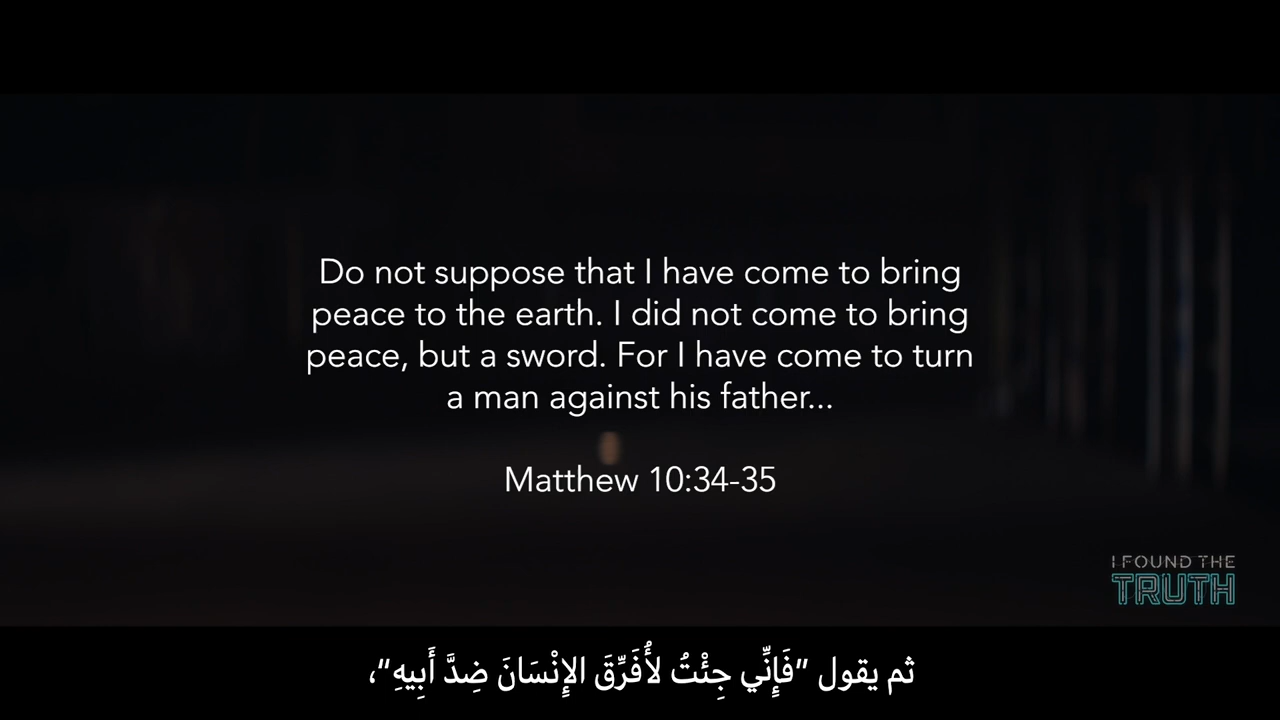 Do not suppose that I have come to bring
peace to the earth. I did not come to bring
peace, but a sword. For I have come to turn
a man against his father...
Matthew 10:34-35
I FOUND THE
TRUTH
ثم يقول ”فَإِنِّي جِئْتُ لأُفَرِّقَ الإِنْسَانَ ضِدَّ أَبِيهِ“،